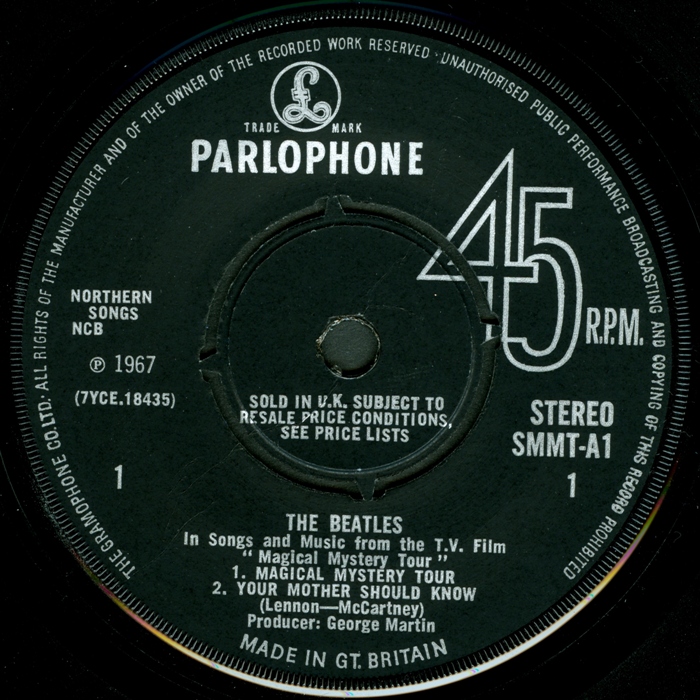 THE GRAMOPHONE CO. LTD. ALL RIGHTS OF THE MANUFACTURER AND OF THE OWNER OF THE RECORDED WORK RESERVED · UNAUTHORISED PUBLIC PERFORMANCE BROADCASTING AND COPYING OF THIS RECORD PROHIBITED
£
TRADE MARK
PARLOPHONE
45
R.P.M.
NORTHERN
SONGS
NCB
℗ 1967
(7YCE.18435)
1
SOLD IN U.K. SUBJECT TO
RESALE PRICE CONDITIONS,
SEE PRICE LISTS
STEREO
SMMT-A1
1
THE BEATLES
In Songs and Music from the T.V. Film
"Magical Mystery Tour"
1. MAGICAL MYSTERY TOUR
2. YOUR MOTHER SHOULD KNOW
(Lennon—McCartney)
Producer: George Martin
MADE IN GT. BRITAIN